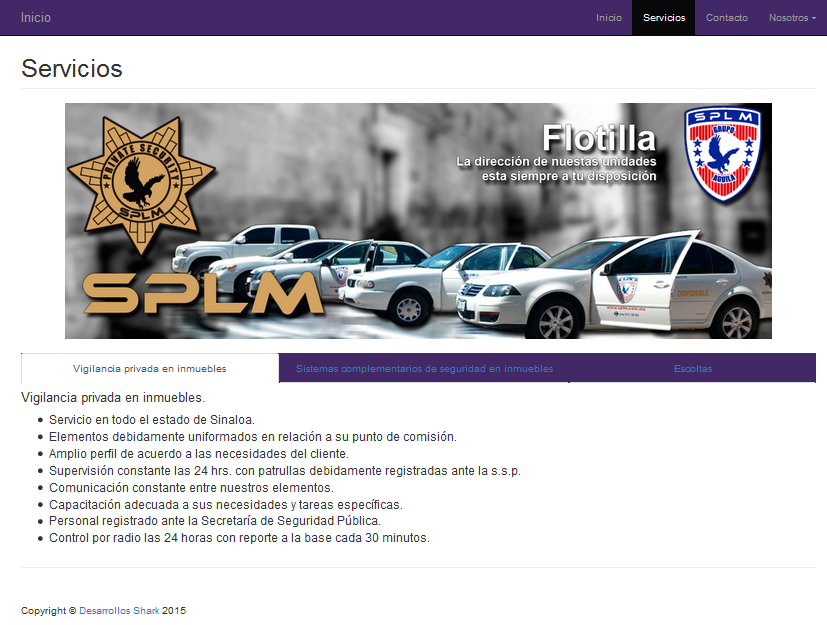 Inicio
Inicio Servicios Contacto Nosotros
Servicios
PRIVATE SECURITY
SPLM
SPLM
Flotilla
La dirección de nuestas unidades
esta siempre a tu disposición
SPLM
GRUPO
AGUILA
DISPONIBLE
Vigilancia privada en inmuebles
Sistemas complementarios de seguridad en inmuebles
Escoltas
Vigilancia privada en inmuebles.
Servicio en todo el estado de Sinaloa.
Elementos debidamente uniformados en relación a su punto de comisión.
Amplio perfil de acuerdo a las necesidades del cliente.
Supervisión constante las 24 hrs. con patrullas debidamente registradas ante la s.s.p.
Comunicación constante entre nuestros elementos.
Capacitación adecuada a sus necesidades y tareas específicas.
Personal registrado ante la Secretaría de Seguridad Pública.
Control por radio las 24 horas con reporte a la base cada 30 minutos.
Copyright © Desarrollos Shark 2015